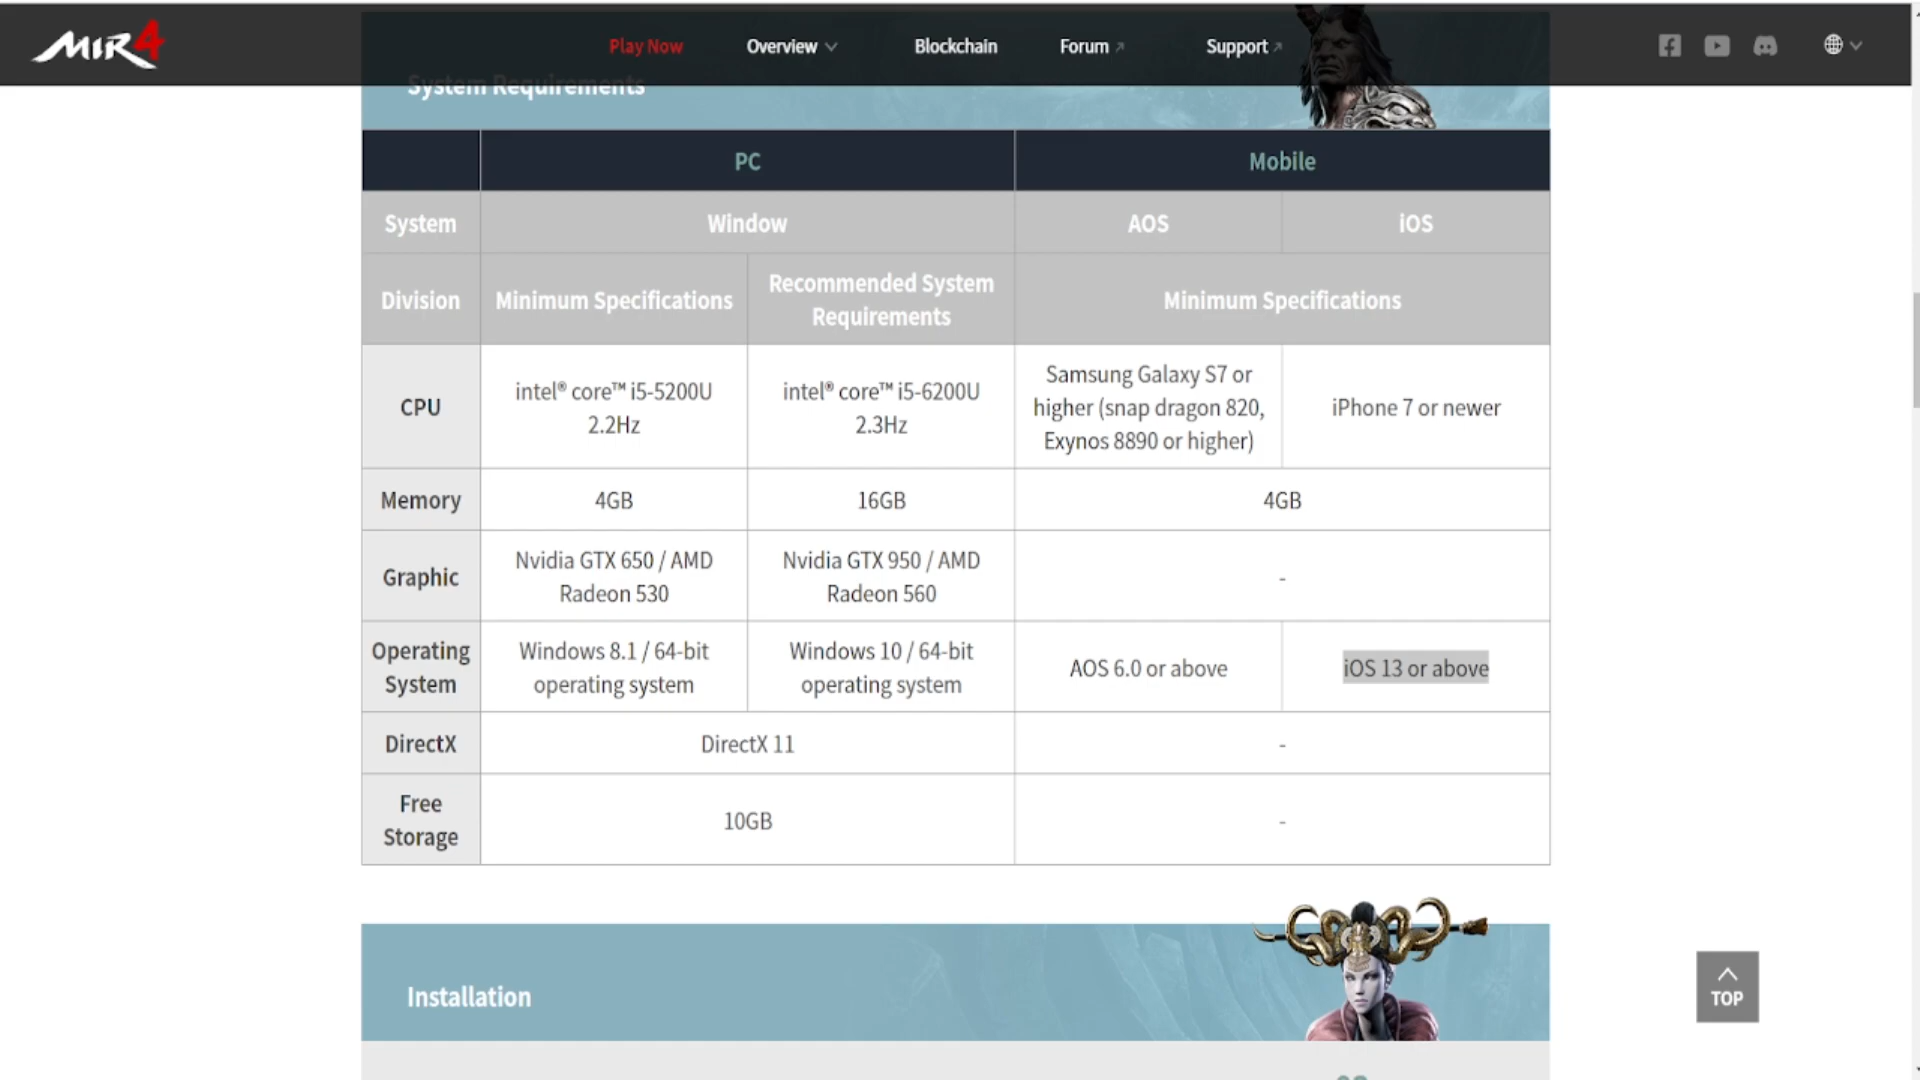 MIR4
Play Now
Overview
Blockchain
Forum
Support
System Requirements
PC
Mobile
System
Window
AOS
iOS
Division
Minimum Specifications
Recommended System
Requirements
Minimum Specifications
CPU
intel® core™ i5-5200U
2.2Hz
intel® core™ i5-6200U
2.3Hz
Samsung Galaxy S7 or
higher (snap dragon 820,
Exynos 8890 or higher)
iPhone 7 or newer
Memory
4GB
16GB
4GB
Graphic
Nvidia GTX 650 / AMD
Radeon 530
Nvidia GTX 950 / AMD
Radeon 560
-
Operating
System
Windows 8.1 / 64-bit
operating system
Windows 10 / 64-bit
operating system
AOS 6.0 or above
iOS 13 or above
DirectX
DirectX 11
-
Free
Storage
10GB
-
Installation
TOP